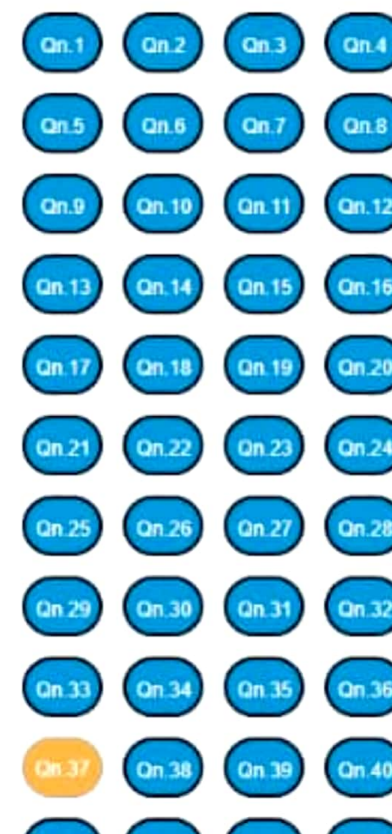 Qn.1 Qn.2 Qn.3 Qn.4
Qn.5 Qn.6 Qn.7 Qn.8
Qn.9 Qn.10 Qn.11 Qn.12
Qn.13 Qn.14 Qn.15 Qn.16
Qn.17 Qn.18 Qn.19 Qn.20
Qn.21 Qn.22 Qn.23 Qn.24
Qn.25 Qn.26 Qn.27 Qn.28
Qn.29 Qn.30 Qn.31 Qn.32
Qn.33 Qn.34 Qn.35 Qn.36
Qn.37 Qn.38 Qn.39 Qn.40